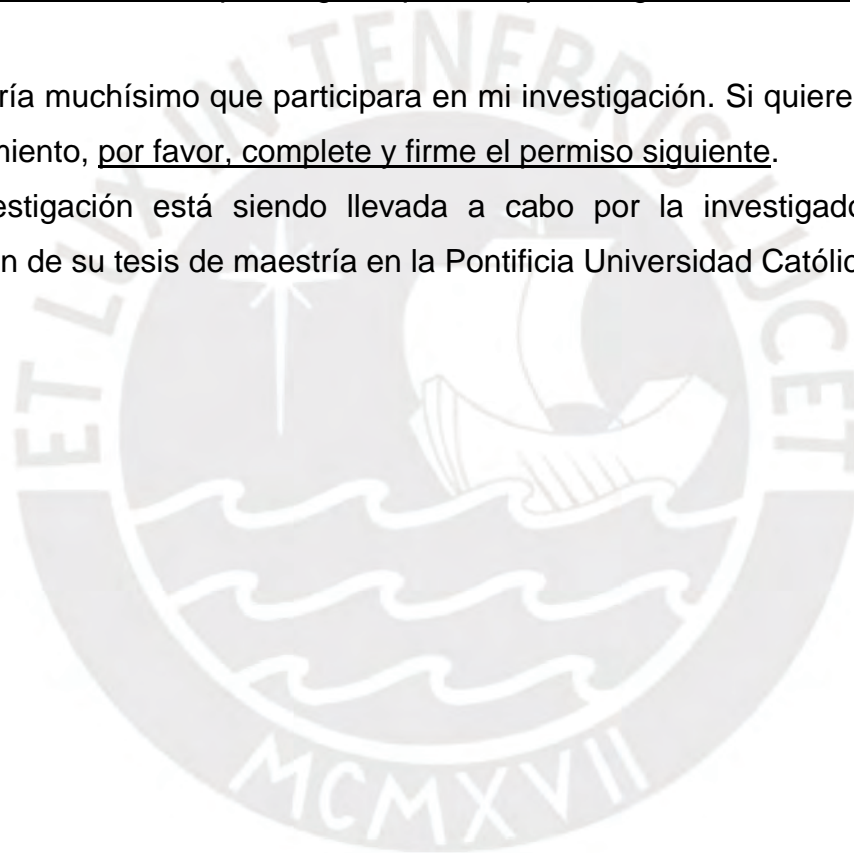 ría muchísimo que participara en mi investigación. Si quiere
miento, por favor, complete y firme el permiso siguiente.
estigación está siendo llevada a cabo por la investigado
n de su tesis de maestría en la Pontificia Universidad Católic
ET LUX IN TENEBRIS LUCET
MCMXVII